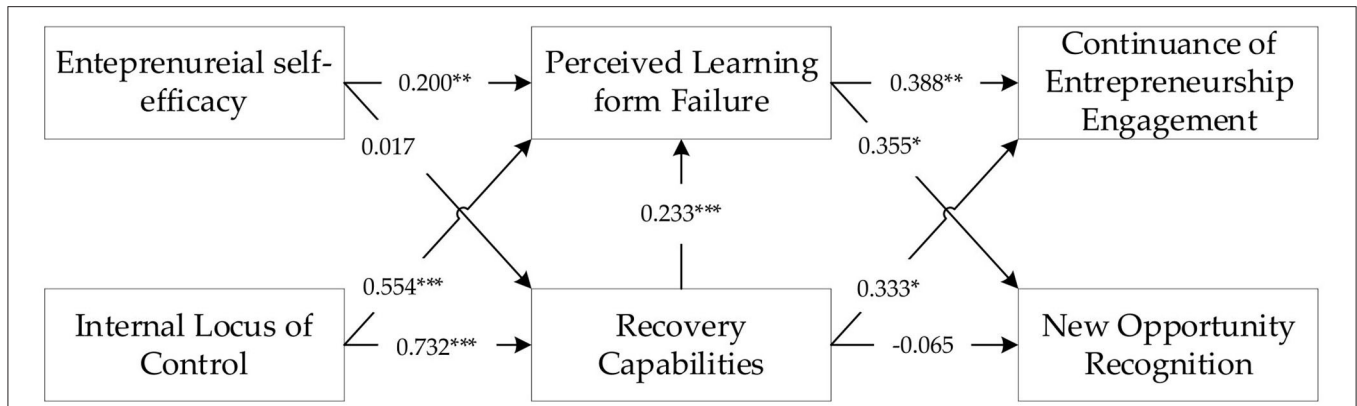 Enteprenureial self-
efficacy
0.200**
Perceived Learning
form Failure
0.388**
Continuance of
Entrepreneurship
Engagement
0.017
0.355*
0.233***
0.554***
0.333*
Internal Locus of
Control
0.732***
Recovery
Capabilities
-0.065
New Opportunity
Recognition